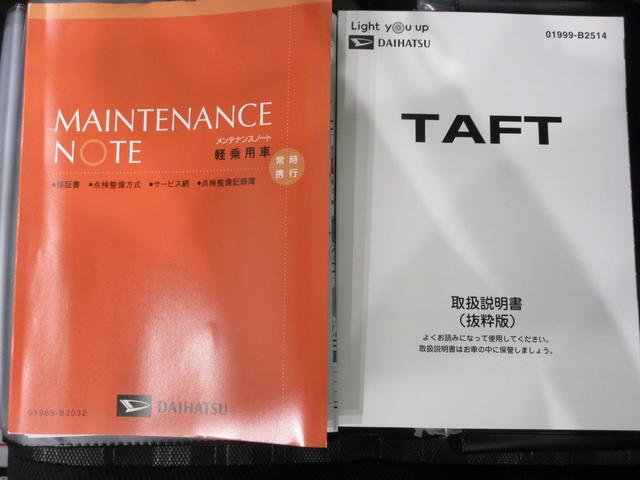 MAINTENANCE
NOTE
メンテナンスノート
軽乗用車
常時
携行
●保証書 ●点検整備方式 ●サービス網 ●点検整備記録簿
01989-B2032
DAIHATSU
Light you up
DAIHATSU
01999-B2514
TAFT
取扱説明書
（抜粋版）
よくお読みになって使用してください。
取扱説明書はお車の中に保管しましょう。